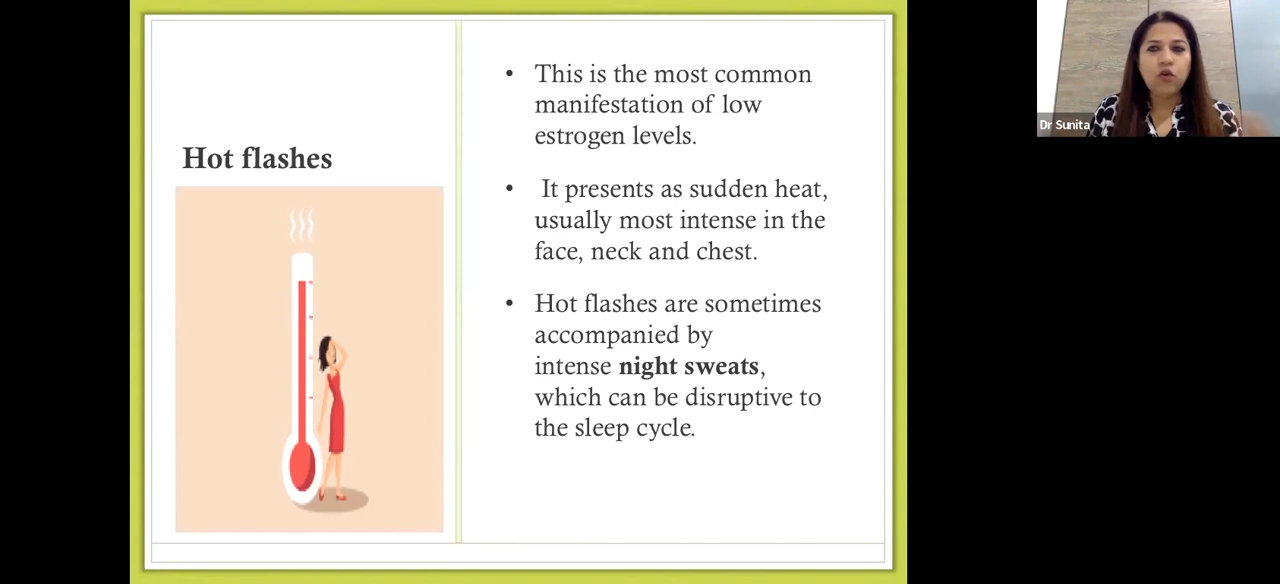 Hot flashes
• This is the most common
manifestation of low
estrogen levels.
• It presents as sudden heat,
usually most intense in the
face, neck and chest.
• Hot flashes are sometimes
accompanied by
intense night sweats,
which can be disruptive to
the sleep cycle.
Dr Sunita